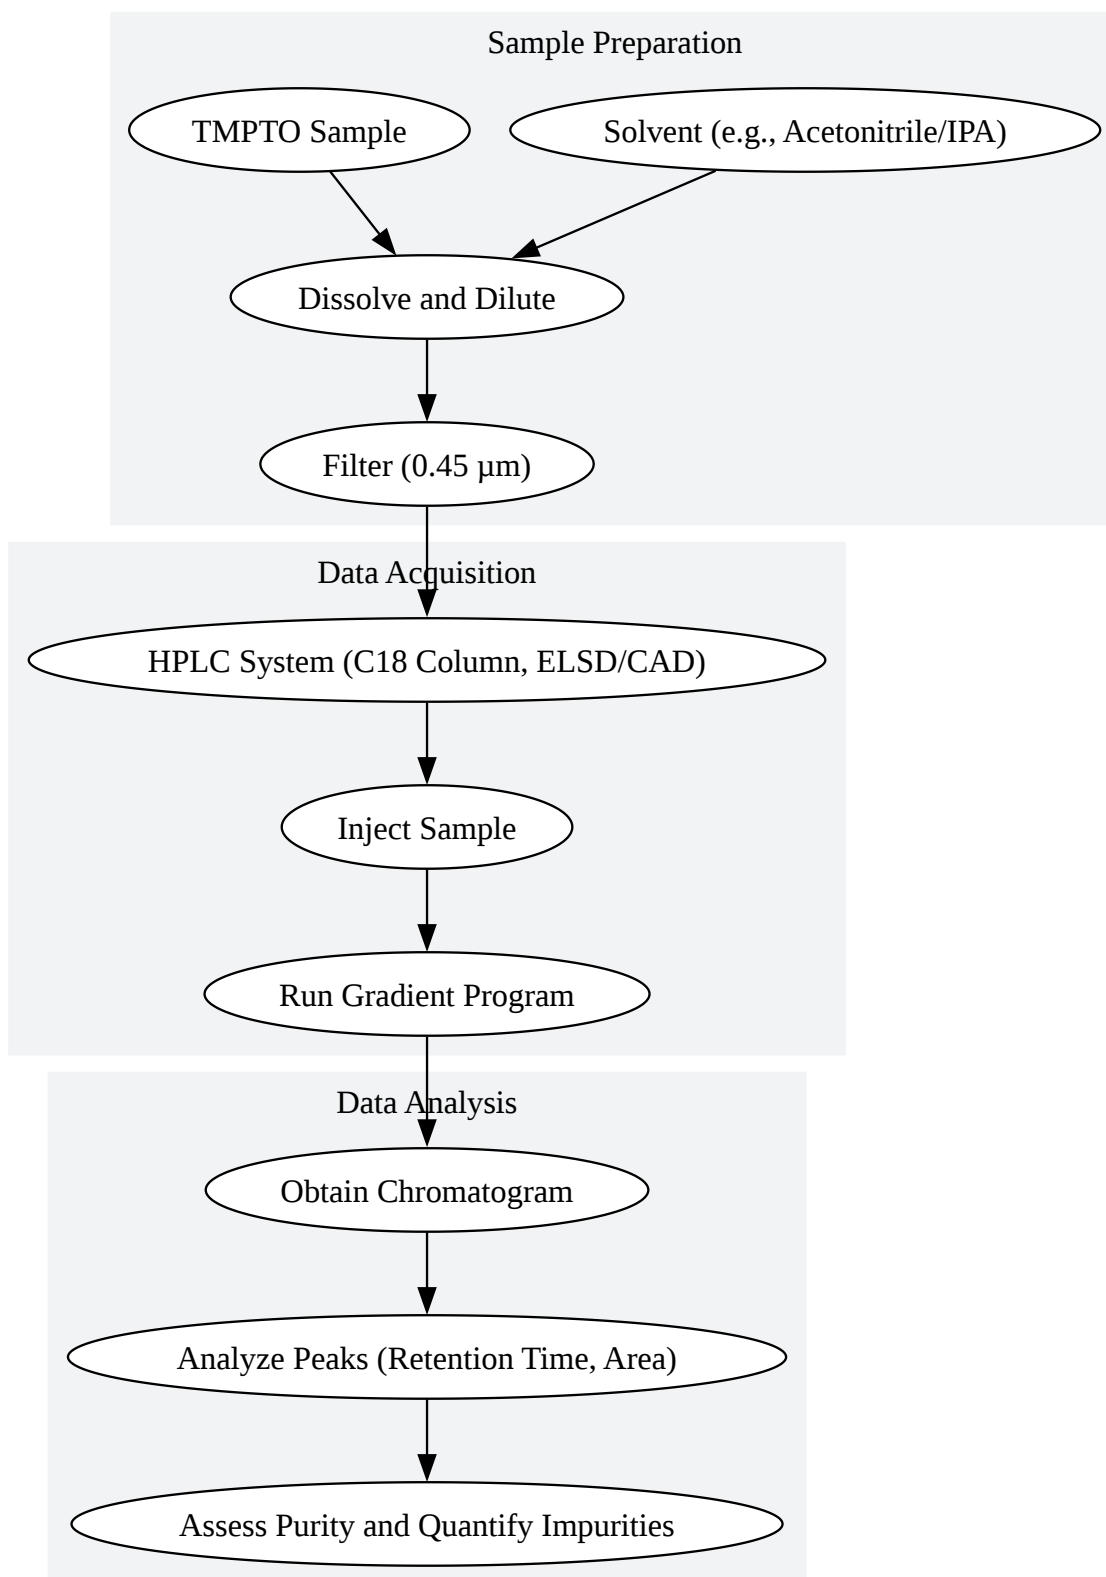 Sample Preparation
TMPTO Sample
Solvent (e.g., Acetonitrile/IPA)
Dissolve and Dilute
Filter (0.45 µm)
Data Acquisition
HPLC System (C18 Column, ELSD/CAD)
Inject Sample
Run Gradient Program
Data Analysis
Obtain Chromatogram
Analyze Peaks (Retention Time, Area)
Assess Purity and Quantify Impurities